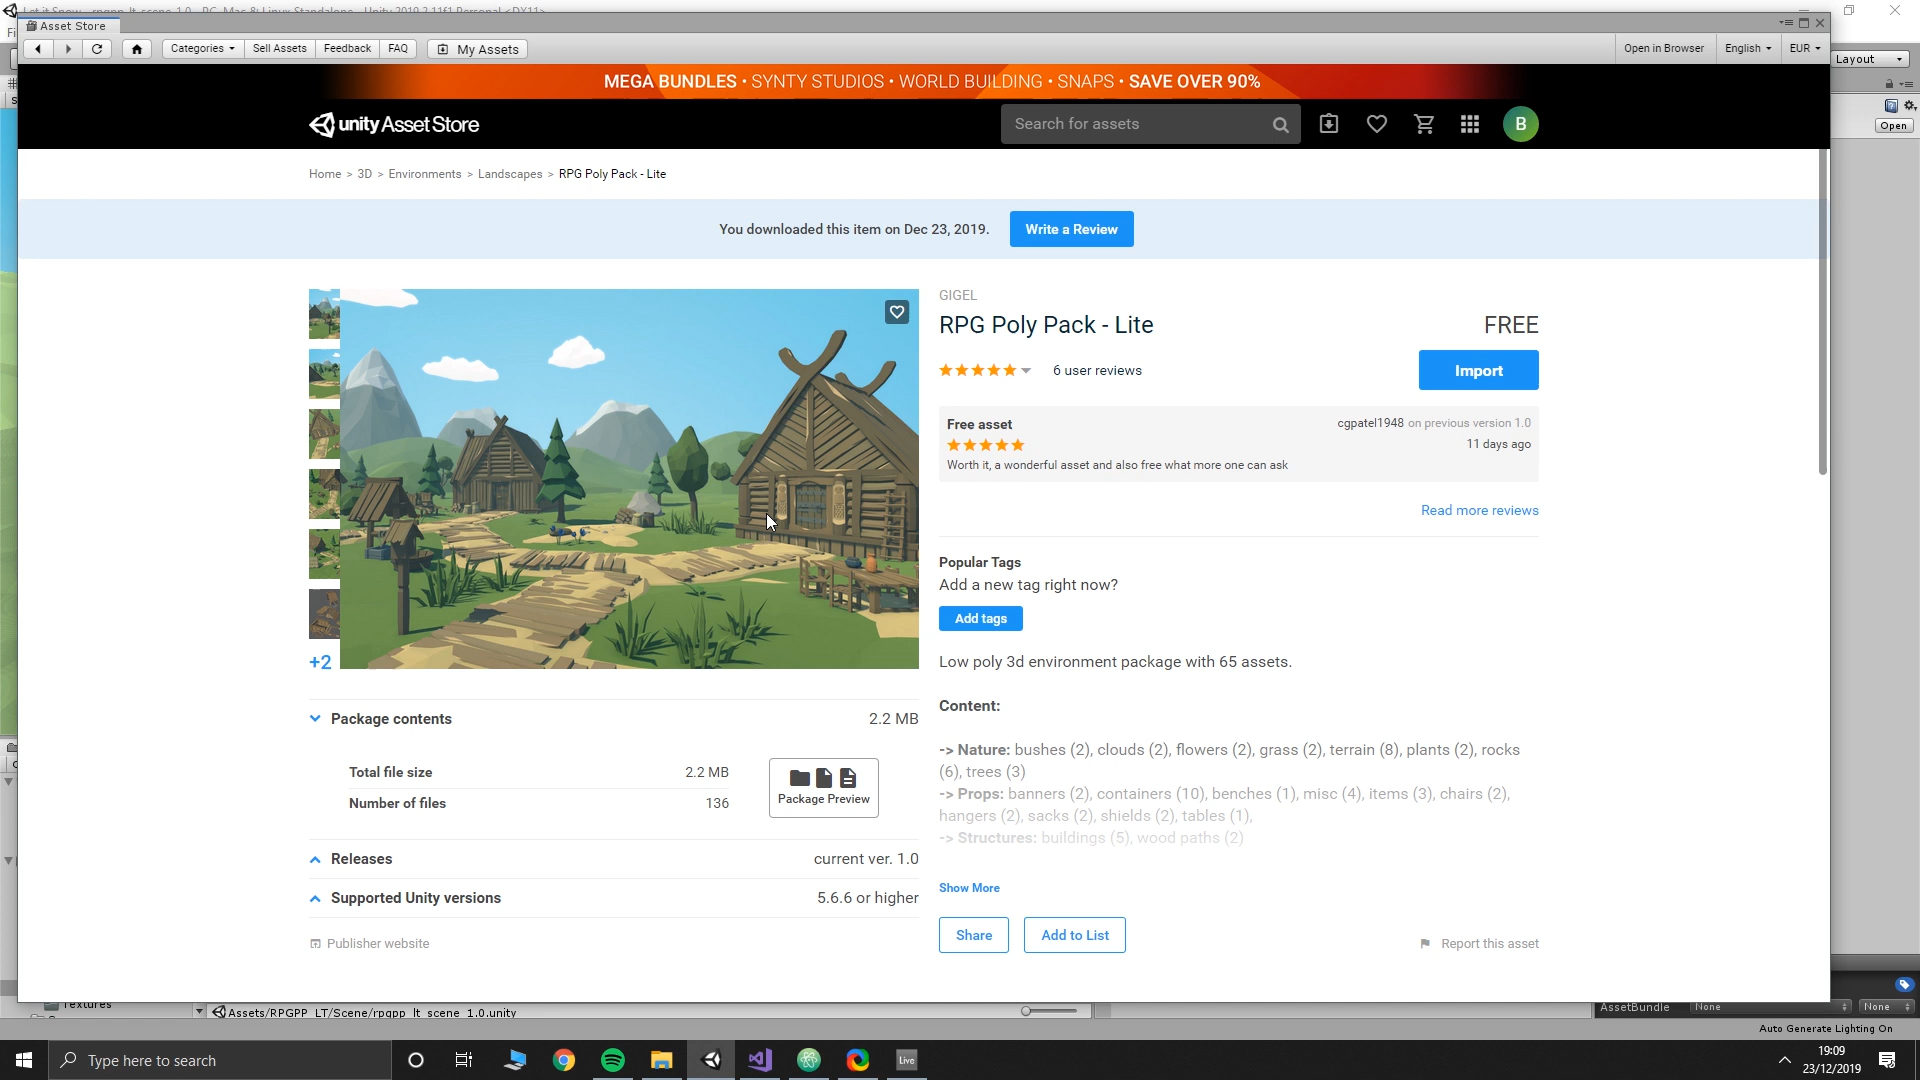 Asset Store
Categories
Sell Assets
Feedback
FAQ
My Assets
Open in Browser
English
EUR
Layout
MEGA BUNDLES • SYNTY STUDIOS • WORLD BUILDING • SNAPS • SAVE OVER 90%
unity Asset Store
Search for assets
B
Open
Home > 3D > Environments > Landscapes > RPG Poly Pack - Lite
You downloaded this item on Dec 23, 2019.
Write a Review
GIGEL
RPG Poly Pack - Lite
FREE
6 user reviews
Import
Free asset
cgpatel1948 on previous version 1.0
11 days ago
Worth it, a wonderful asset and also free what more one can ask
Read more reviews
Popular Tags
Add a new tag right now?
Add tags
+2
Low poly 3d environment package with 65 assets.
Content:
Package contents
2.2 MB
-> Nature: bushes (2), clouds (2), flowers (2), grass (2), terrain (8), plants (2), rocks
(6), trees (3)
-> Props: banners (2), containers (10), benches (1), misc (4), items (3), chairs (2),
hangers (2), sacks (2), shields (2), tables (1),
-> Structures: buildings (5), wood paths (2)
Total file size
2.2 MB
Number of files
136
Package Preview
Releases
current ver. 1.0
Show More
Supported Unity versions
5.6.6 or higher
Share
Add to List
Publisher website
Report this asset
Textures
Assets/RPGPP_LT/Scene/rpgpp_lt_scene_1.0.unity
AssetBundle
None
None
Auto Generate Lighting On
Type here to search
Live
19:09
23/12/2019